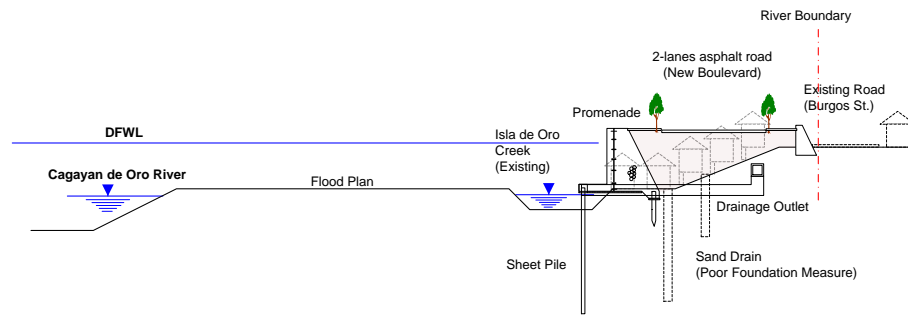 River Boundary
2-lanes asphalt road
(New Boulevard)
Existing Road
(Burgos St.)
Promenade
DFWL
Isla de Oro
Creek
(Existing)
Cagayan de Oro River
Flood Plan
Drainage Outlet
Sheet Pile
Sand Drain
(Poor Foundation Measure)